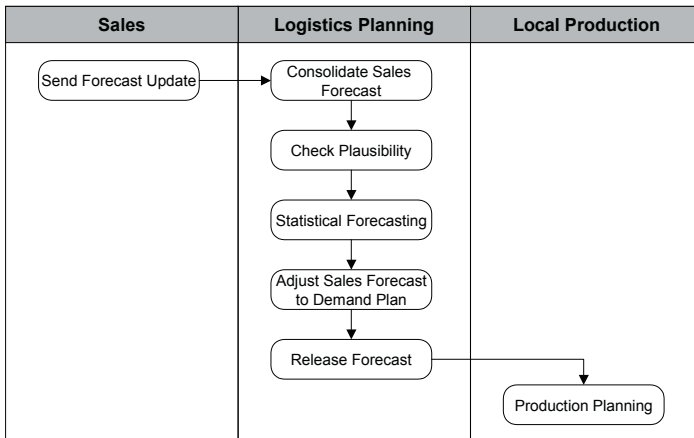 Sales
Logistics Planning
Local Production
Send Forecast Update
Consolidate Sales
Forecast
Check Plausibility
Statistical Forecasting
Adjust Sales Forecast
to Demand Plan
Release Forecast
Production Planning